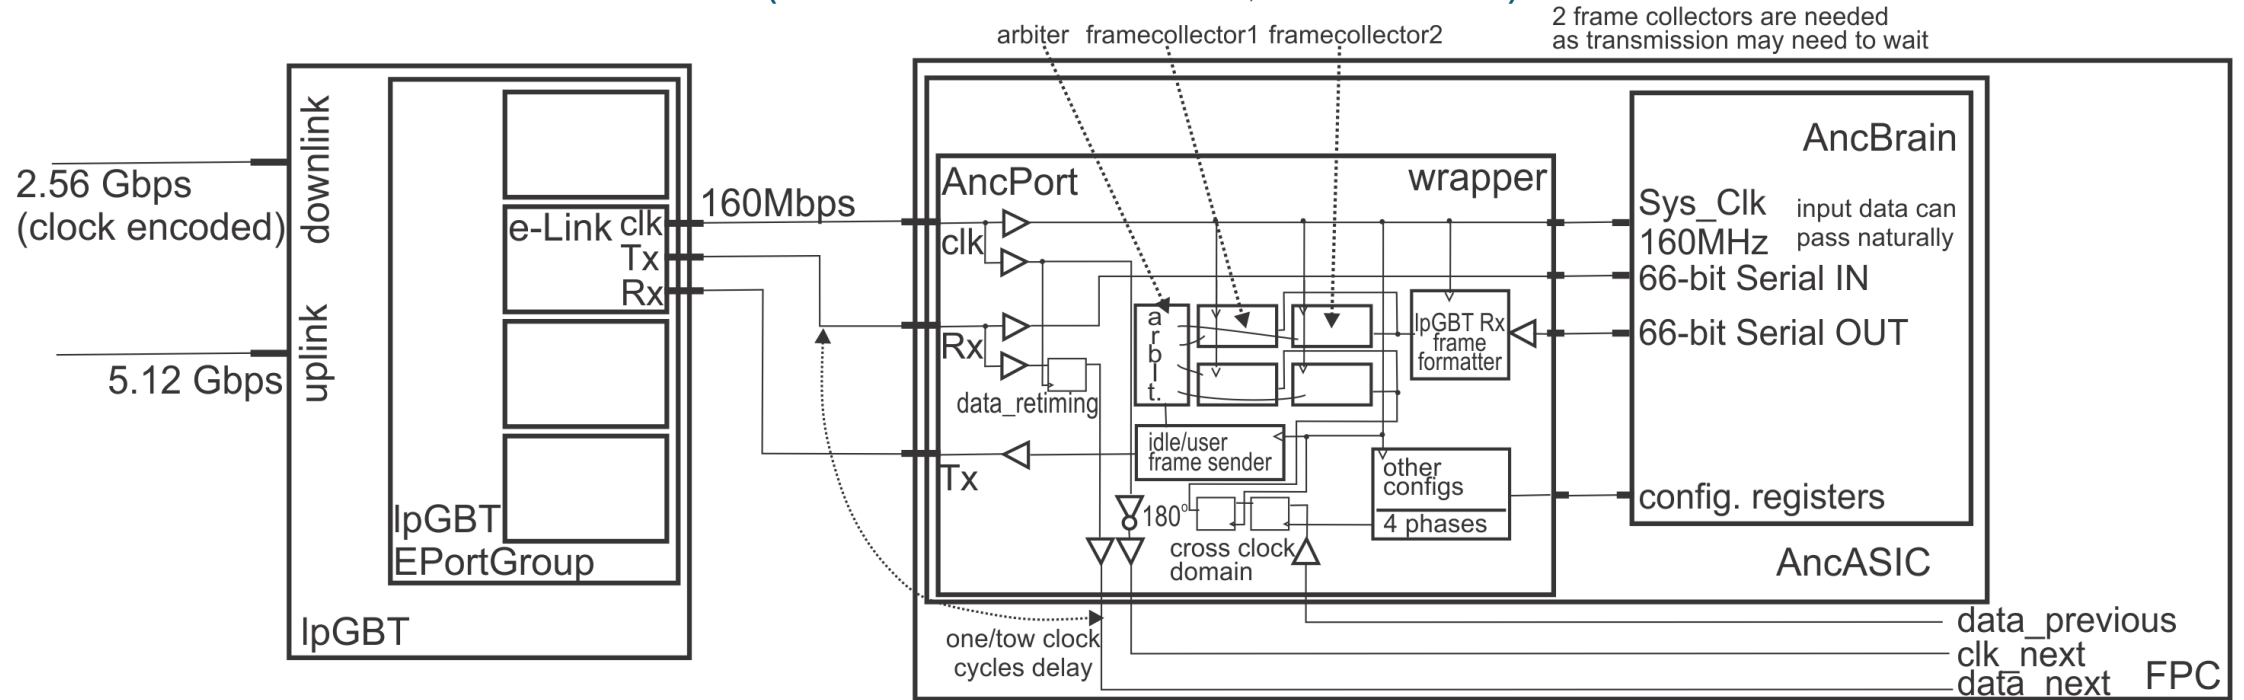 2 frame collectors are needed
as transmission may need to wait
arbiter framecollector1 framecollector2
downlink
2.56 Gbps
(clock encoded)
uplink
5.12 Gbps
e-Link clk
Tx
Rx
lpGBT
EPortGroup
lpGBT
160Mbps
AncPort
wrapper
clk
Rx
data_retiming
Tx
arbit.
lpGBT Rx
frame
formatter
idle/user
frame sender
other
configs
4 phases
180°
cross clock
domain
AncBrain
Sys_Clk
160MHz
input data can
pass naturally
66-bit Serial IN
66-bit Serial OUT
config. registers
AncASIC
one/tow clock
cycles delay
data_previous
clk_next
data_next
FPC